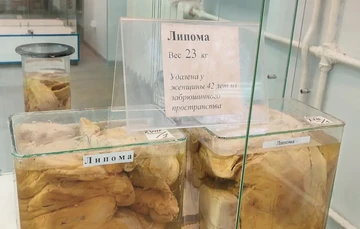 Липома
Вес 23 кг
Удалена у
женщины 42 лет из
забрюшинного
пространства
Липома
Липома